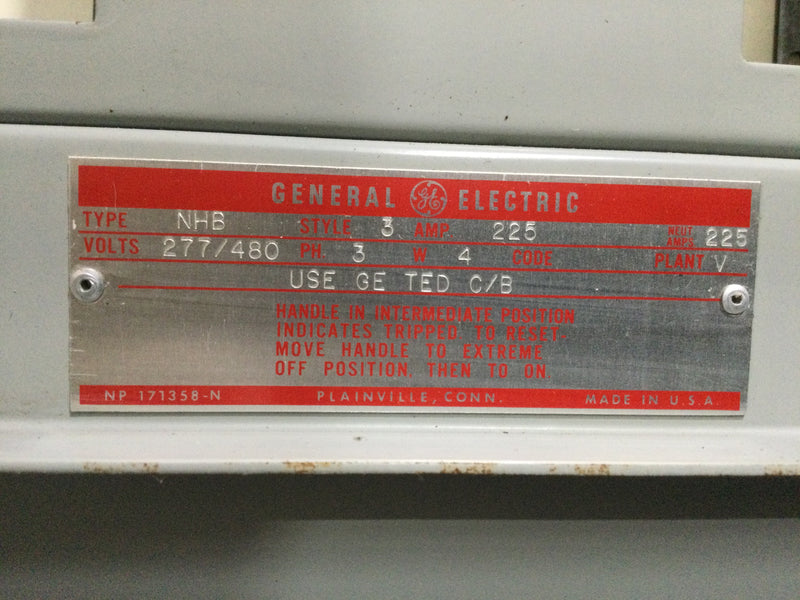 GENERAL GE ELECTRIC
TYPE NHB STYLE 3 AMP. 225 NEUT AMPS 225
VOLTS 277/480 PH. 3 W 4 CODE PLANT V
USE GE TED C/B
HANDLE IN INTERMEDIATE POSITION
INDICATES TRIPPED. TO RESET-
MOVE HANDLE TO EXTREME
OFF POSITION, THEN TO ON.
NP 171358-N PLAINVILLE, CONN. MADE IN U.S.A.